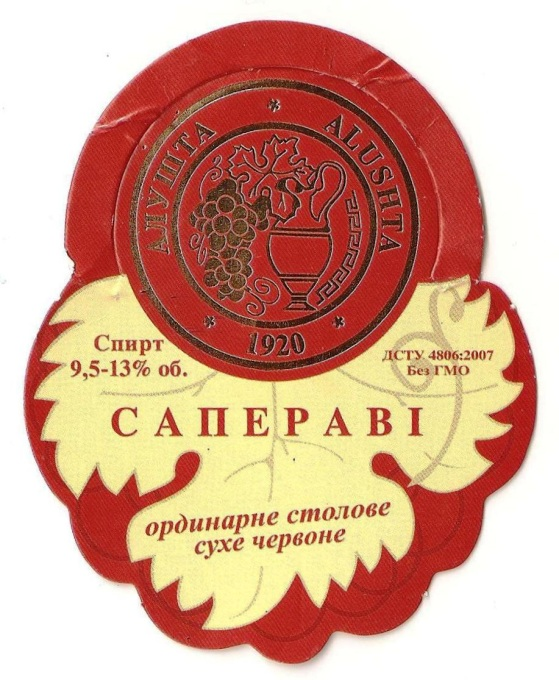 АЛУШТА
ALUSHTA
1920
Спирт
9,5-13% об.
ДСТУ 4806:2007
Без ГМО
САПЕРАВІ
ординарне столове
сухе червоне